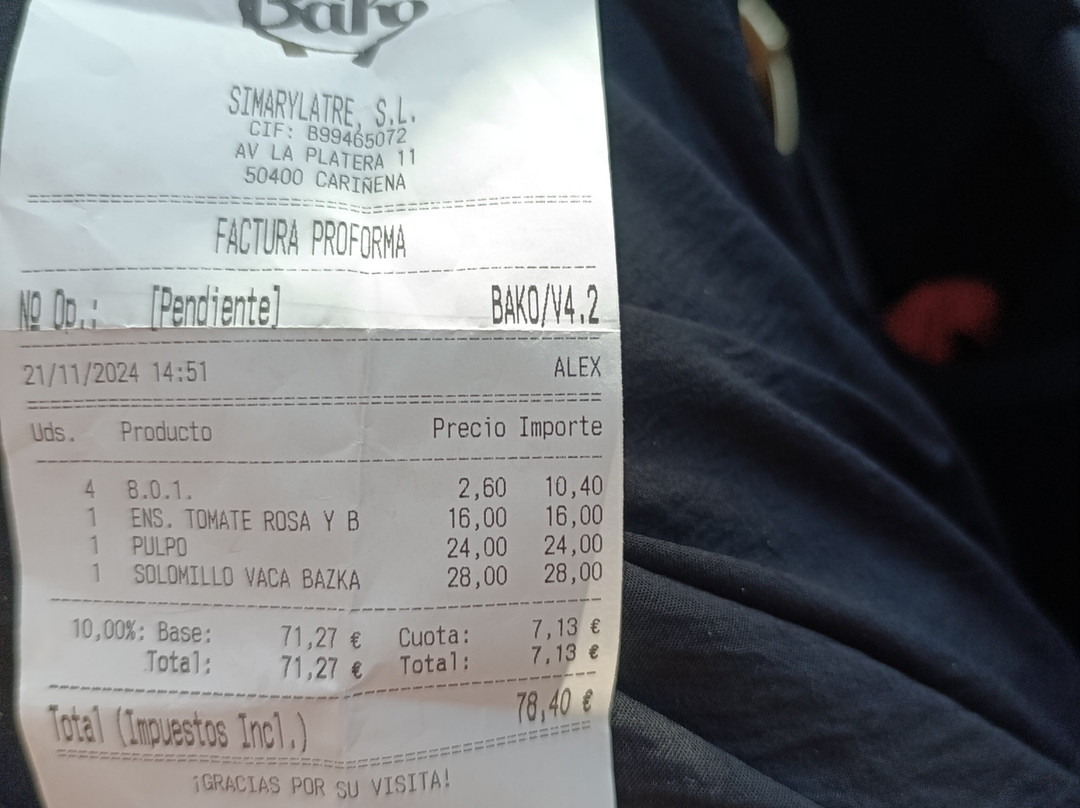 Bako
SIMARYLATRE, S.L.
CIF: B99465072
AV LA PLATERA 11
50400 CARIÑENA
FACTURA PROFORMA
Nº Op.: [Pendiente] BAKO/V4.2
21/11/2024 14:51 ALEX
Uds. Producto Precio Importe
4 8.0.1. 2,60 10,40
1 ENS. TOMATE ROSA Y B 16,00 16,00
1 PULPO 24,00 24,00
1 SOLOMILLO VACA BAZKA 28,00 28,00
10,00%: Base: 71,27 € Cuota: 7,13 €
Total: 71,27 € Total: 7,13 €
Total (Impuestos Incl.) 78,40 €
¡GRACIAS POR SU VISITA!